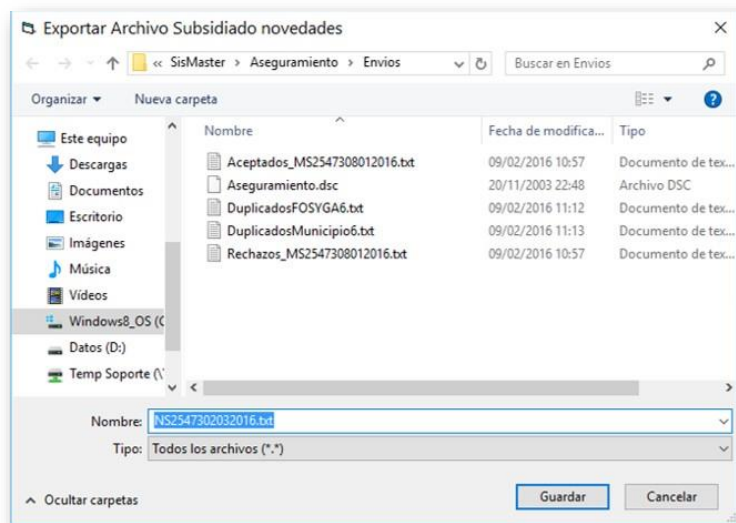 Exportar Archivo Subsidiado novedades
« SisMaster > Aseguramiento > Envios
Buscar en Envios
Organizar
Nueva carpeta
Nombre
Fecha de modifica...
Tipo
Este equipo
Descargas
Documentos
Escritorio
Imágenes
Música
Vídeos
Windows8_OS (C
Datos (D:)
Temp Soporte (\
Aceptados_MS2547308012016.txt 09/02/2016 10:57 Documento de tex...
Aseguramiento.dsc 20/11/2003 22:48 Archivo DSC
DuplicadosFOSYGA6.txt 09/02/2016 11:12 Documento de tex...
DuplicadosMunicipio6.txt 09/02/2016 11:13 Documento de tex...
Rechazos_MS2547308012016.txt 09/02/2016 10:57 Documento de tex...
Nombre: NS2547302032016.txt
Tipo: Todos los archivos (*.*)
Ocultar carpetas
Guardar
Cancelar